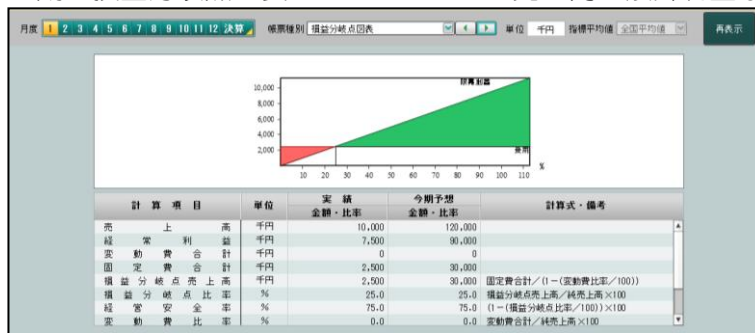 月度 1 2 3 4 5 6 7 8 9 10 11 12 決算 帳票種別 損益分岐点図表 単位 千円 指標平均値 全国平均値 再表示
10,000
8,000
6,000
4,000
2,000
費用
10 20 30 40 50 60 70 80 90 100 110 %
計算項目 単位 実績 金額・比率 今期予想 金額・比率 計算式・備考
売上高 千円 10,000 120,000
経常利益 千円 7,500 90,000
変動費合計 千円 0 0
固定費合計 千円 2,500 30,000
損益分岐点売上高 千円 2,500 30,000 固定費合計/(1-(変動費比率/100))
損益分岐点比率 % 25.0 25.0 損益分岐点売上高/純売上高×100
経営安全率 % 75.0 75.0 (1-(損益分岐点比率/100))×100
変動費比率 % 0.0 0.0 変動費合計/純売上高×100